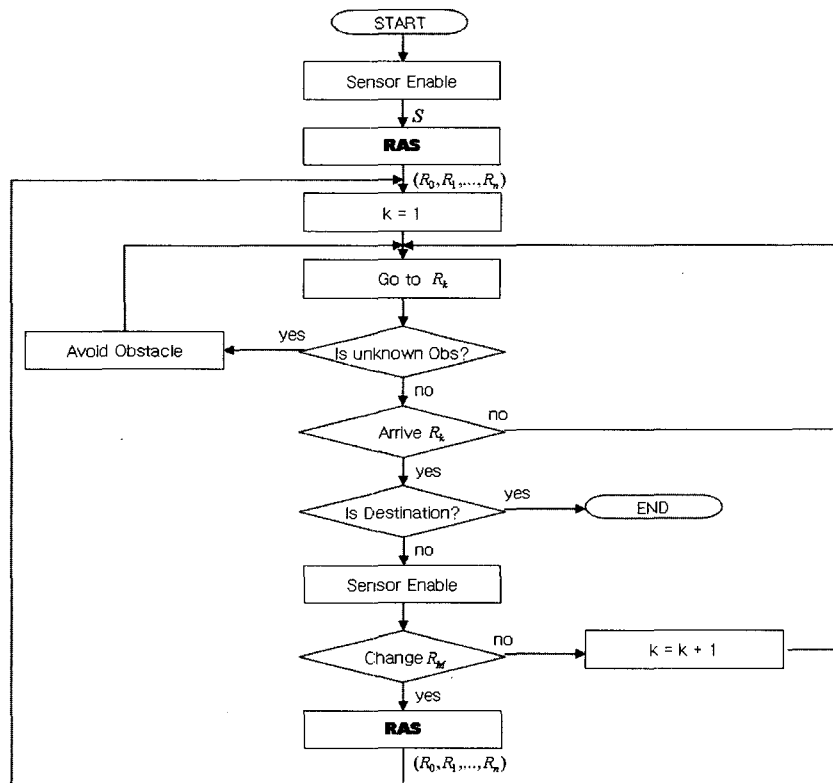 START
Sensor Enable
S
RAS
(R₀, R₁, ..., Rₙ)
k = 1
Go to Rₖ
yes
Avoid Obstacle
Is unknown Obs?
no
no
Arrive Rₖ
yes
yes
Is Destination?
END
no
Sensor Enable
no
Change R_M
k = k + 1
yes
RAS
(R₀, R₁, ..., Rₙ)